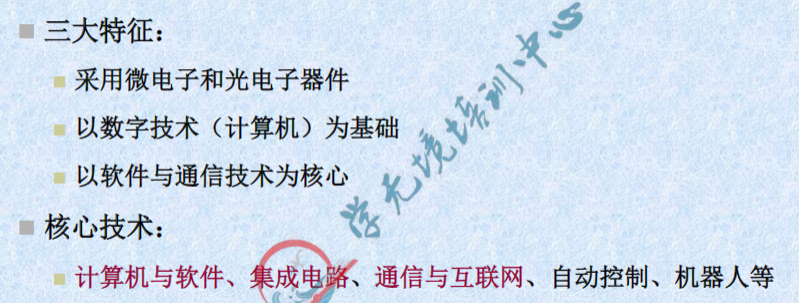 三大特征：
采用微电子和光电子器件
以数字技术（计算机）为基础
以软件与通信技术为核心
学无境培训中心
核心技术：
计算机与软件、集成电路、通信与互联网、自动控制、机器人等